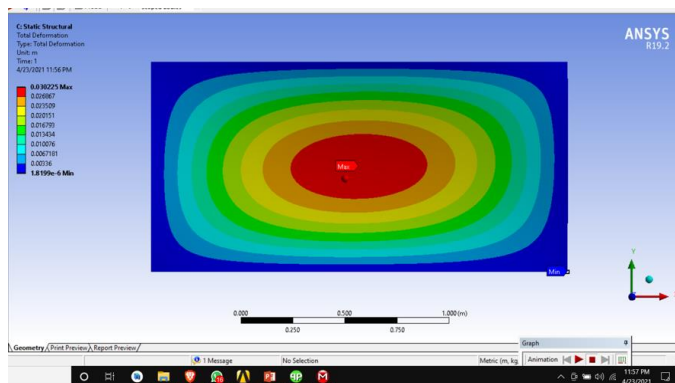 C: Static Structural
Total Deformation
Type: Total Deformation
Unit: m
Time: 1
4/23/2021 11:56 PM
0.030225 Max
0.026867
0.023509
0.020151
0.016793
0.013434
0.010076
0.0067181
0.00336
1.8199e-6 Min
ANSYS
R19.2
Max
Min
Y
0.000
0.500
1.000 (m)
0.250
0.750
Geometry / Print Preview / Report Preview /
Graph
1 Message
No Selection
Metric (m, kg
Animation
11:57 PM
4/23/2021